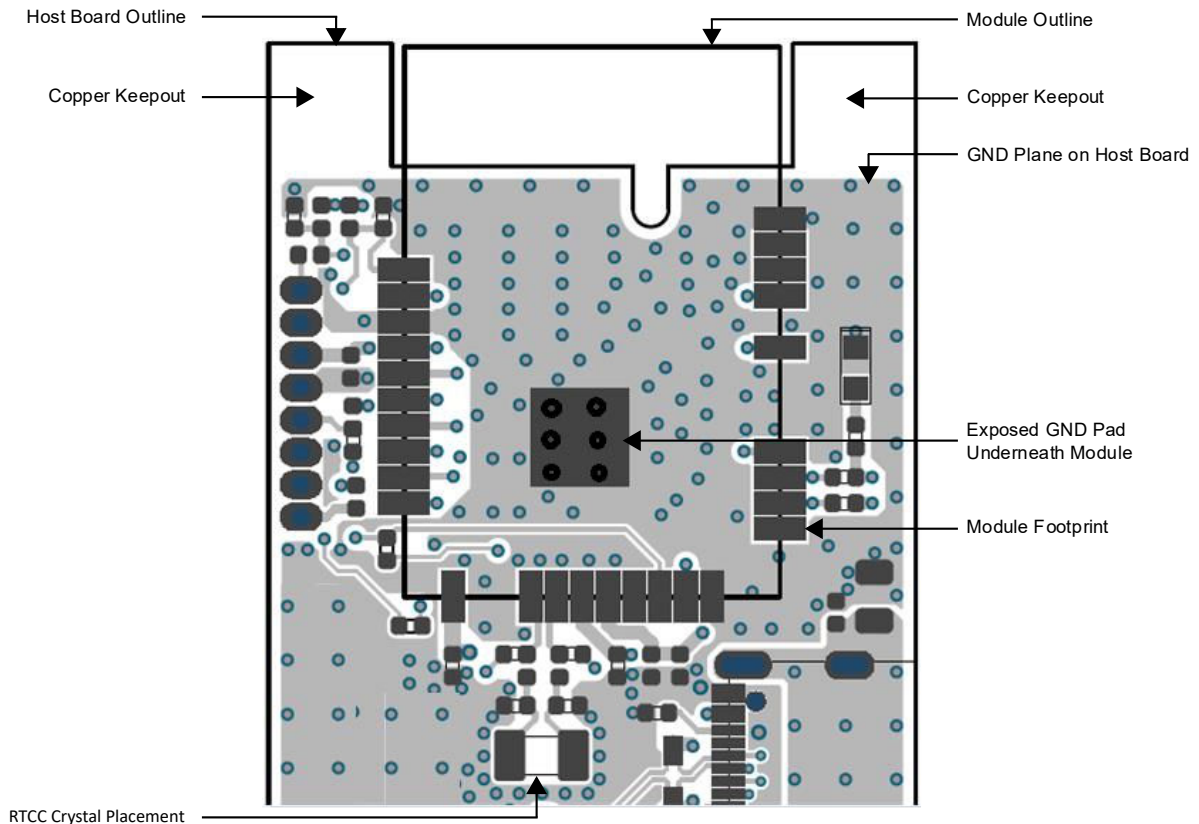 Host Board Outline
Module Outline
Copper Keepout
Copper Keepout
GND Plane on Host Board
Exposed GND Pad
Underneath Module
Module Footprint
RTCC Crystal Placement